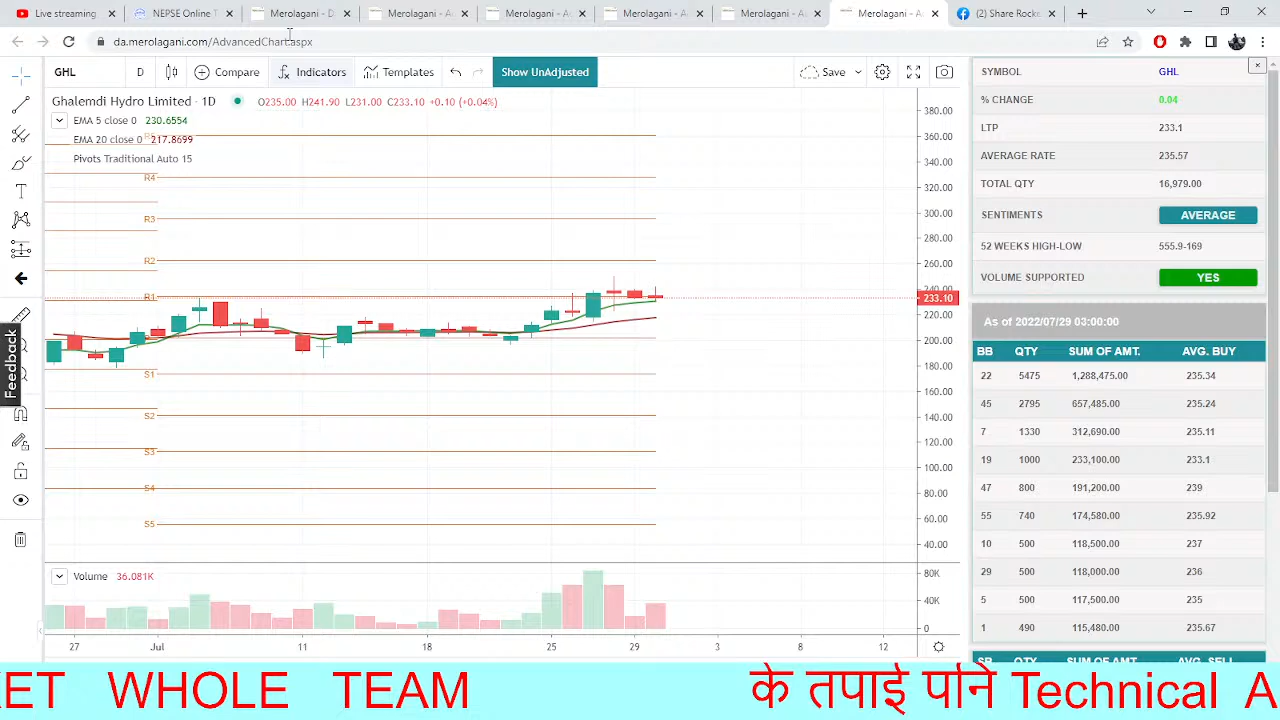 Live streaming
NEPSE Online T
Merolagani - D
Merolagani - A
Merolagani - A
Merolagani - A
Merolagani - A
Merolagani - A
(2) Share Rocke
da.merolagani.com/AdvancedChart.aspx
GHL
D
Compare
Indicators
Templates
Show UnAdjusted
Save
Ghalemdi Hydro Limited · 1D
O235.00 H241.90 L231.00 C233.10 +0.10 (+0.04%)
EMA 5 close 0 230.6554
EMA 20 close 0 217.8699
Pivots Traditional Auto 15
R5
R4
R3
R2
R1
S1
S2
S3
S4
S5
380.00
360.00
340.00
320.00
300.00
280.00
260.00
240.00
233.10
220.00
200.00
180.00
160.00
140.00
120.00
100.00
80.00
60.00
40.00
Volume 36.081K
80K
40K
0
27 Jul 11 18 25 29 3 8 12
Feedback
SYMBOL GHL
% CHANGE 0.04
LTP 233.1
AVERAGE RATE 235.57
TOTAL QTY 16,979.00
SENTIMENTS AVERAGE
52 WEEKS HIGH-LOW 555.9-169
VOLUME SUPPORTED YES
As of 2022/07/29 03:00:00
BB QTY SUM OF AMT. AVG. BUY
22 5475 1,288,475.00 235.34
45 2795 657,485.00 235.24
7 1330 312,690.00 235.11
19 1000 233,100.00 233.1
47 800 191,200.00 239
55 740 174,580.00 235.92
10 500 118,500.00 237
29 500 118,000.00 236
5 500 117,500.00 235
1 490 115,480.00 235.67
SR QTY SUM OF AMT. AVG. SELL
KET WHOLE TEAM के तपाई पनि Technical A